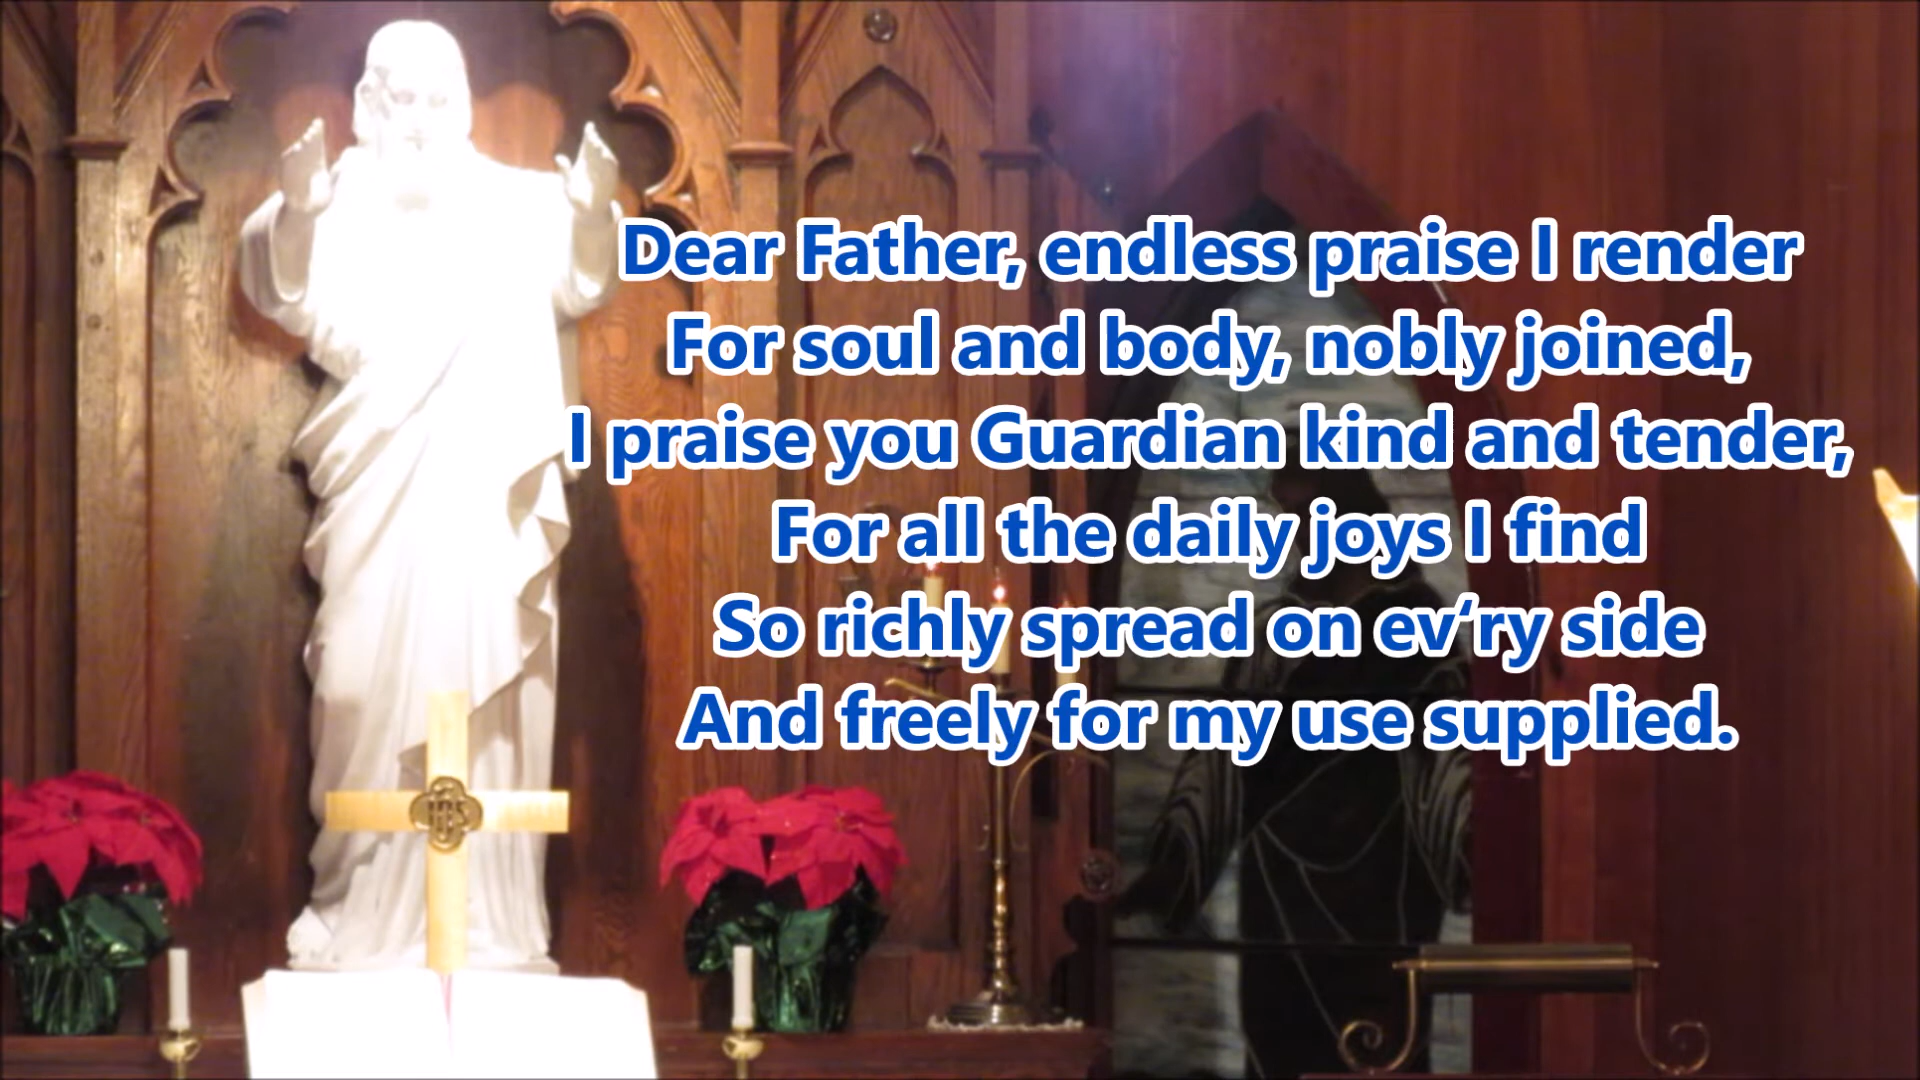 Dear Father, endless praise I render
For soul and body, nobly joined,
I praise you Guardian kind and tender,
For all the daily joys I find
So richly spread on ev‘ry side
And freely for my use supplied.
IHS